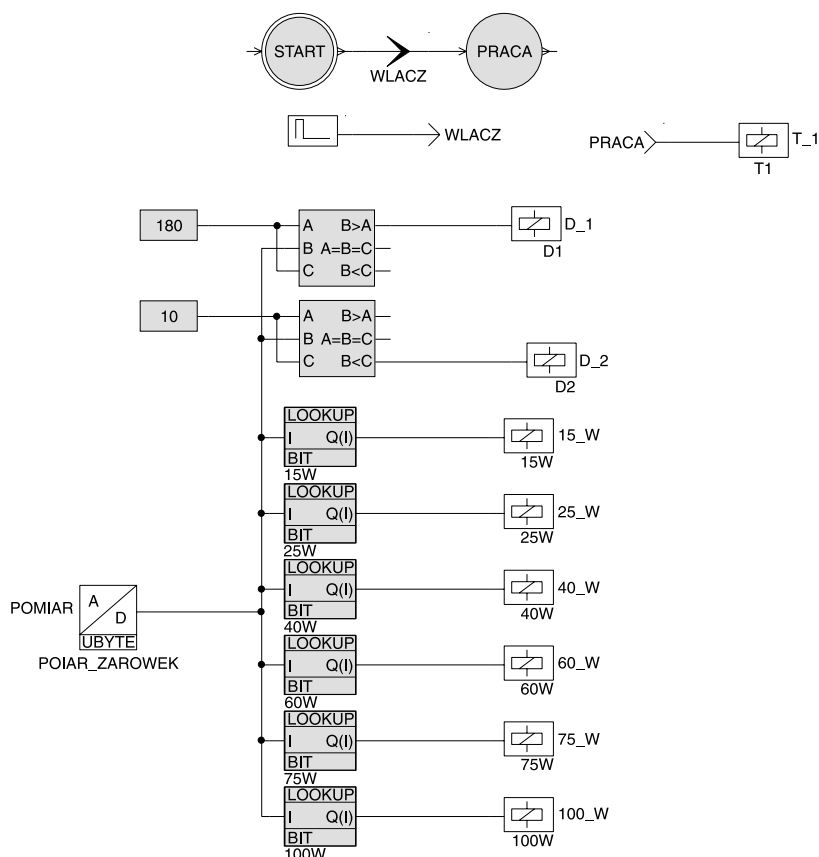 START
WLACZ
PRACA
WLACZ
PRACA
T_1
T1
180
A B>A
B A=B=C
C B<C
D_1
D1
10
A B>A
B A=B=C
C B<C
D_2
D2
LOOKUP
I Q(I)
BIT
15W
15_W
15W
LOOKUP
I Q(I)
BIT
25W
25_W
25W
LOOKUP
I Q(I)
BIT
40W
40_W
40W
POMIAR
A
D
UBYTE
POIAR_ZAROWEK
LOOKUP
I Q(I)
BIT
60W
60_W
60W
LOOKUP
I Q(I)
BIT
75W
75_W
75W
LOOKUP
I Q(I)
BIT
100W
100_W
100W